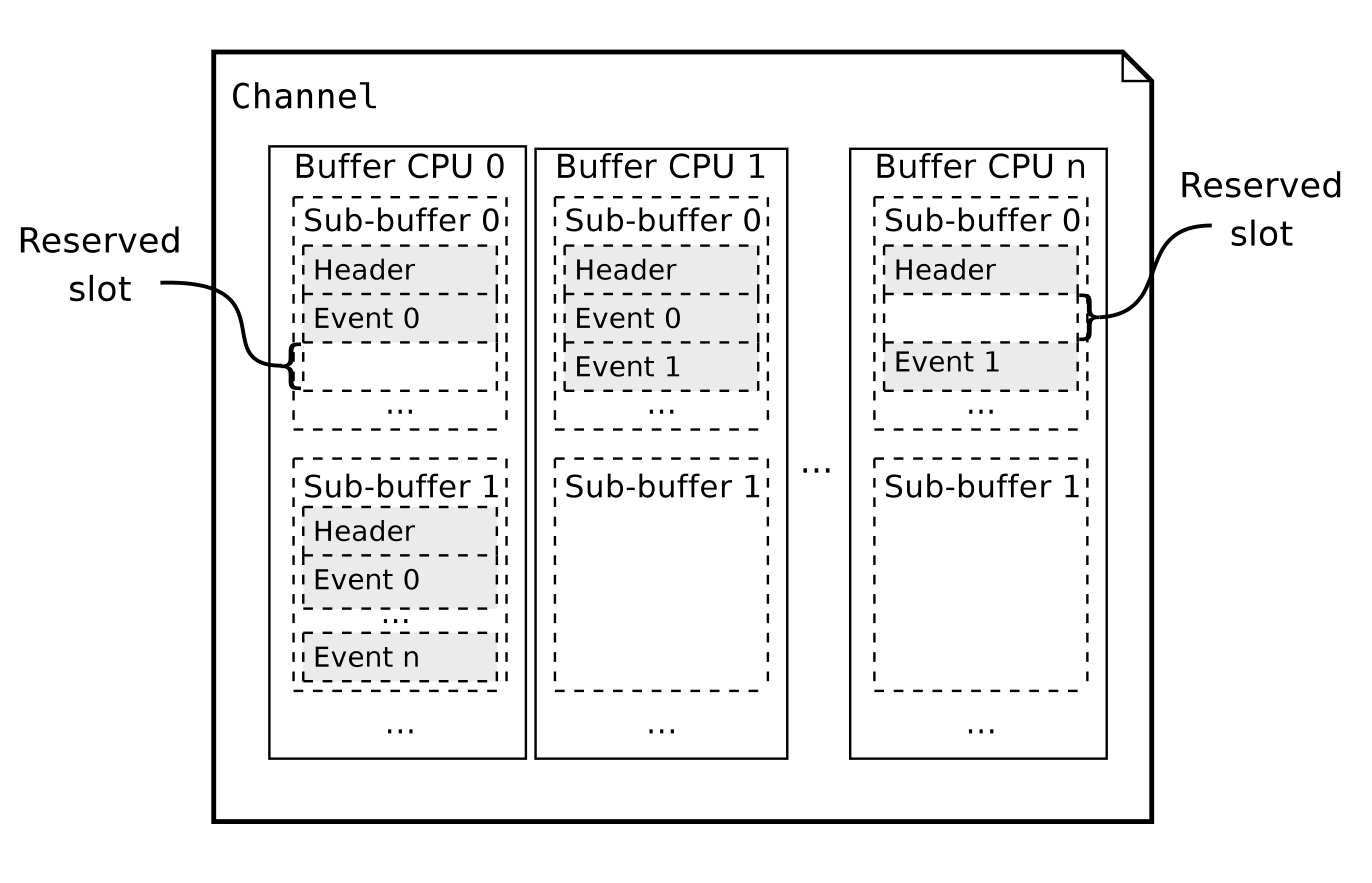 Channel
Reserved
slot
Buffer CPU 0
Sub-buffer 0
Header
Event 0
...
Sub-buffer 1
Header
Event 0
...
Event n
...
Buffer CPU 1
Sub-buffer 0
Header
Event 0
Event 1
...
Sub-buffer 1
...
...
Buffer CPU n
Sub-buffer 0
Header
Event 1
...
Sub-buffer 1
...
Reserved
slot